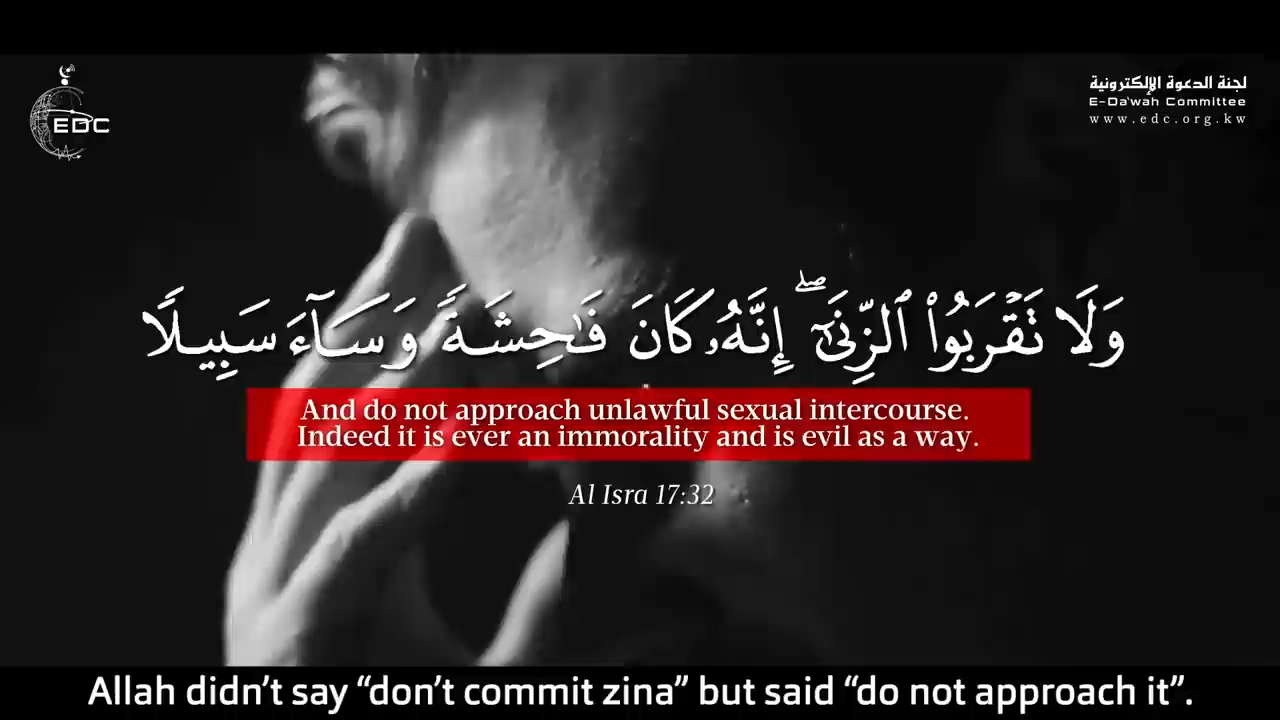 EDC
لجنة الدعوة الإلكترونية
E-Da'wah Committee
www.edc.org.kw
وَلَا تَقْرَبُوا۟ ٱلزِّنَىٰٓ ۖ إِنَّهُۥ كَانَ فَـٰحِشَةً وَسَآءَ سَبِيلًا
And do not approach unlawful sexual intercourse.
Indeed it is ever an immorality and is evil as a way.
Al Isra 17:32
Allah didn’t say “don’t commit zina” but said “do not approach it”.